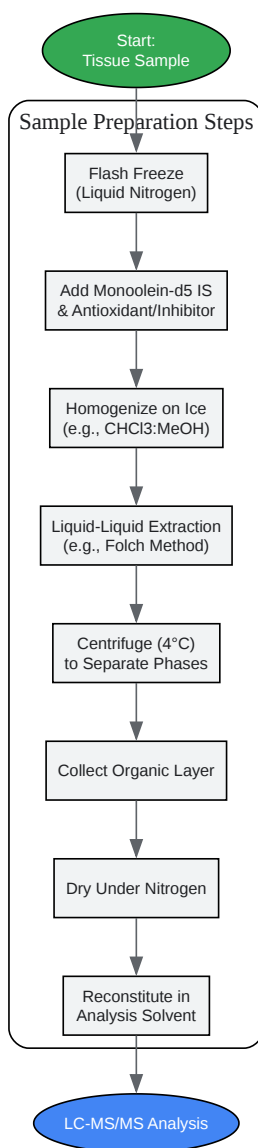 Start:
Tissue Sample
Sample Preparation Steps
Flash Freeze
(Liquid Nitrogen)
Add Monoolein-d5 IS
& Antioxidant/Inhibitor
Homogenize on Ice
(e.g., CHCl3:MeOH)
Liquid-Liquid Extraction
(e.g., Folch Method)
Centrifuge (4°C)
to Separate Phases
Collect Organic Layer
Dry Under Nitrogen
Reconstitute in
Analysis Solvent
LC-MS/MS Analysis